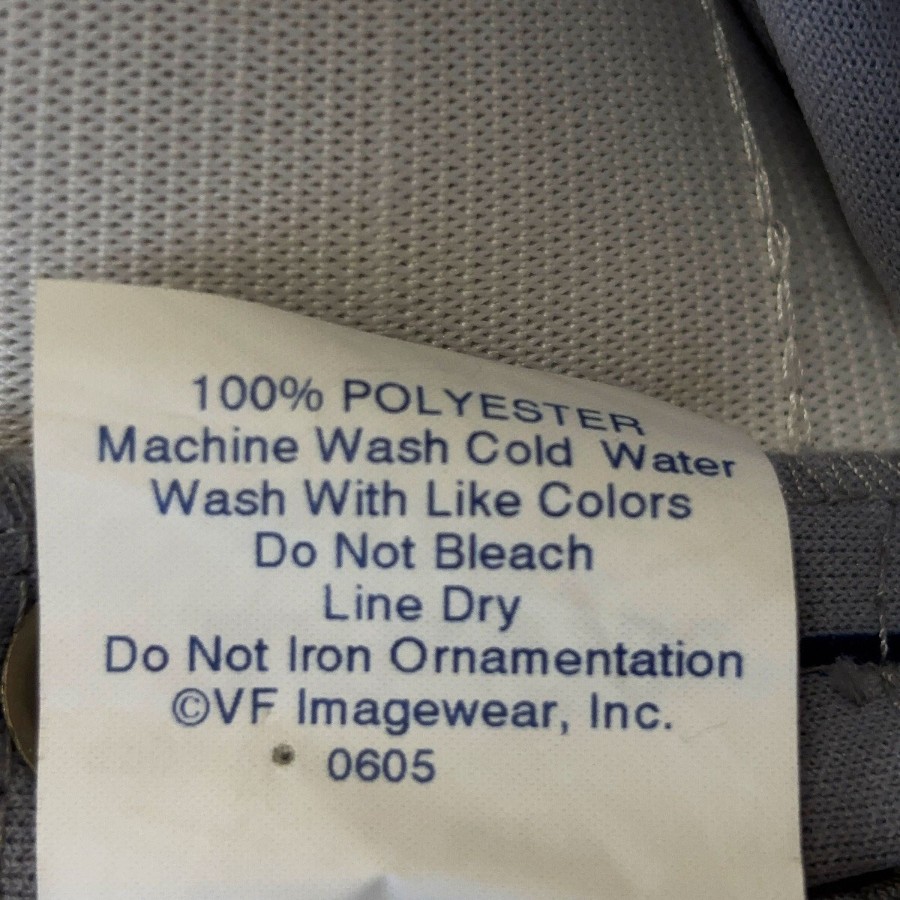 100% POLYESTER
Machine Wash Cold Water
Wash With Like Colors
Do Not Bleach
Line Dry
Do Not Iron Ornamentation
©VF Imagewear, Inc.
0605